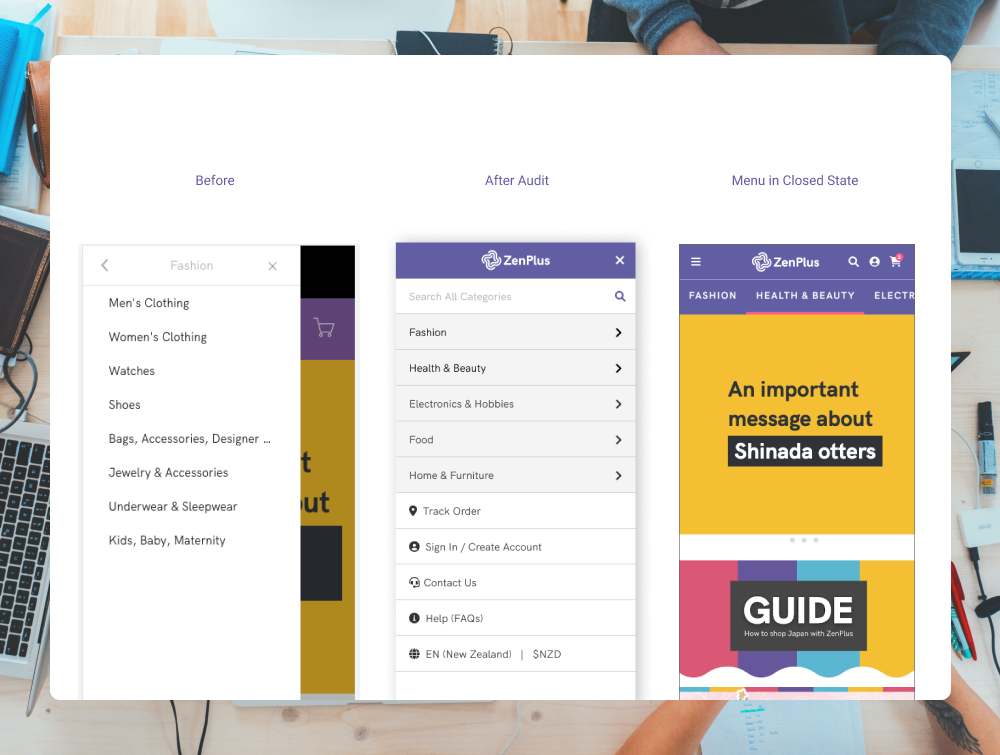 Before
After Audit
Menu in Closed State
Fashion
Men's Clothing
Women's Clothing
Watches
Shoes
Bags, Accessories, Designer ...
Jewelry & Accessories
Underwear & Sleepwear
Kids, Baby, Maternity
t
out
ZenPlus
Search All Categories
Fashion
Health & Beauty
Electronics & Hobbies
Food
Home & Furniture
Track Order
Sign In / Create Account
Contact Us
Help (FAQs)
EN (New Zealand) | $NZD
ZenPlus
FASHION HEALTH & BEAUTY ELECTR
An important
message about
Shinada otters
GUIDE
How to shop Japan with ZenPlus